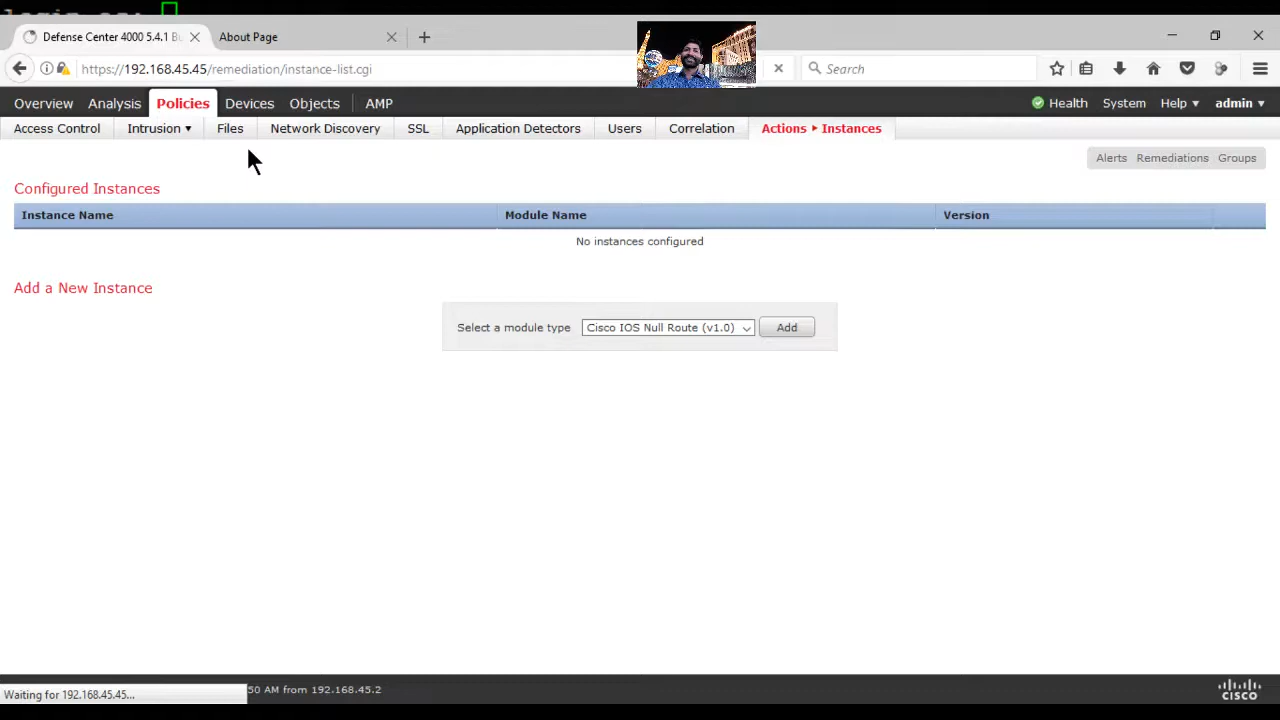 Defense Center 4000 5.4.1 Bu
About Page
https://192.168.45.45/remediation/instance-list.cgi
Search
Overview Analysis Policies Devices Objects AMP
Health System Help admin
Access Control Intrusion Files Network Discovery SSL Application Detectors Users Correlation Actions ▸ Instances
Alerts Remediations Groups
Configured Instances
Instance Name Module Name Version
No instances configured
Add a New Instance
Select a module type Cisco IOS Null Route (v1.0) Add
Waiting for 192.168.45.45...
50 AM from 192.168.45.2
CISCO